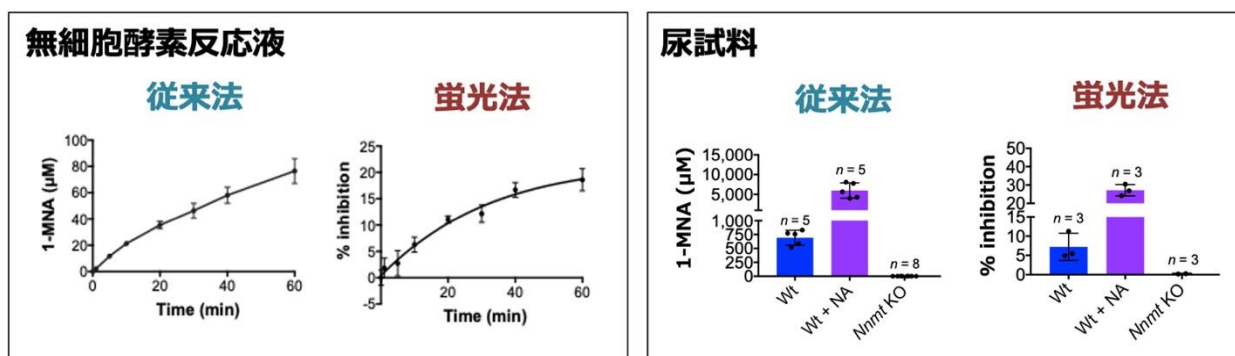 無細胞酵素反応液
従来法
蛍光法
1-MNA (μM)
100
80
60
40
20
0
0
20
40
60
Time (min)
% inhibition
25
20
15
10
5
0
-5
20
40
60
Time (min)
尿試料
従来法
蛍光法
1-MNA (μM)
15,000
10,000
5,000
1,000
750
500
250
0
n = 5
n = 5
n = 8
Wt
Wt + NA
Nnmt KO
% inhibition
50
40
30
20
15
10
5
0
n = 3
n = 3
n = 3
Wt
Wt + NA
Nnmt KO